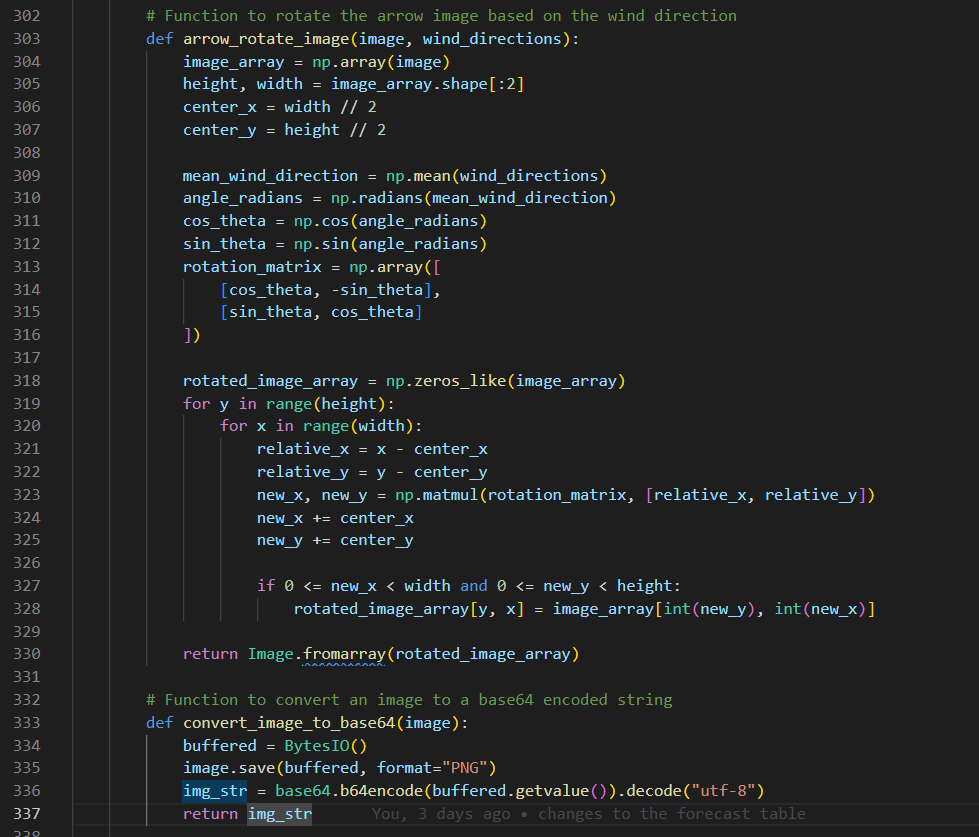 302 # Function to rotate the arrow image based on the wind direction
303 def arrow_rotate_image(image, wind_directions):
304     image_array = np.array(image)
305     height, width = image_array.shape[:2]
306     center_x = width // 2
307     center_y = height // 2
308
309     mean_wind_direction = np.mean(wind_directions)
310     angle_radians = np.radians(mean_wind_direction)
311     cos_theta = np.cos(angle_radians)
312     sin_theta = np.sin(angle_radians)
313     rotation_matrix = np.array([
314         [cos_theta, -sin_theta],
315         [sin_theta, cos_theta]
316     ])
317
318     rotated_image_array = np.zeros_like(image_array)
319     for y in range(height):
320         for x in range(width):
321             relative_x = x - center_x
322             relative_y = y - center_y
323             new_x, new_y = np.matmul(rotation_matrix, [relative_x, relative_y])
324             new_x += center_x
325             new_y += center_y
326
327             if 0 <= new_x < width and 0 <= new_y < height:
328                 rotated_image_array[y, x] = image_array[int(new_y), int(new_x)]
329
330     return Image.fromarray(rotated_image_array)
331
332 # Function to convert an image to a base64 encoded string
333 def convert_image_to_base64(image):
334     buffered = BytesIO()
335     image.save(buffered, format="PNG")
336     img_str = base64.b64encode(buffered.getvalue()).decode("utf-8")
337     return img_str You, 3 days ago • changes to the forecast table
338